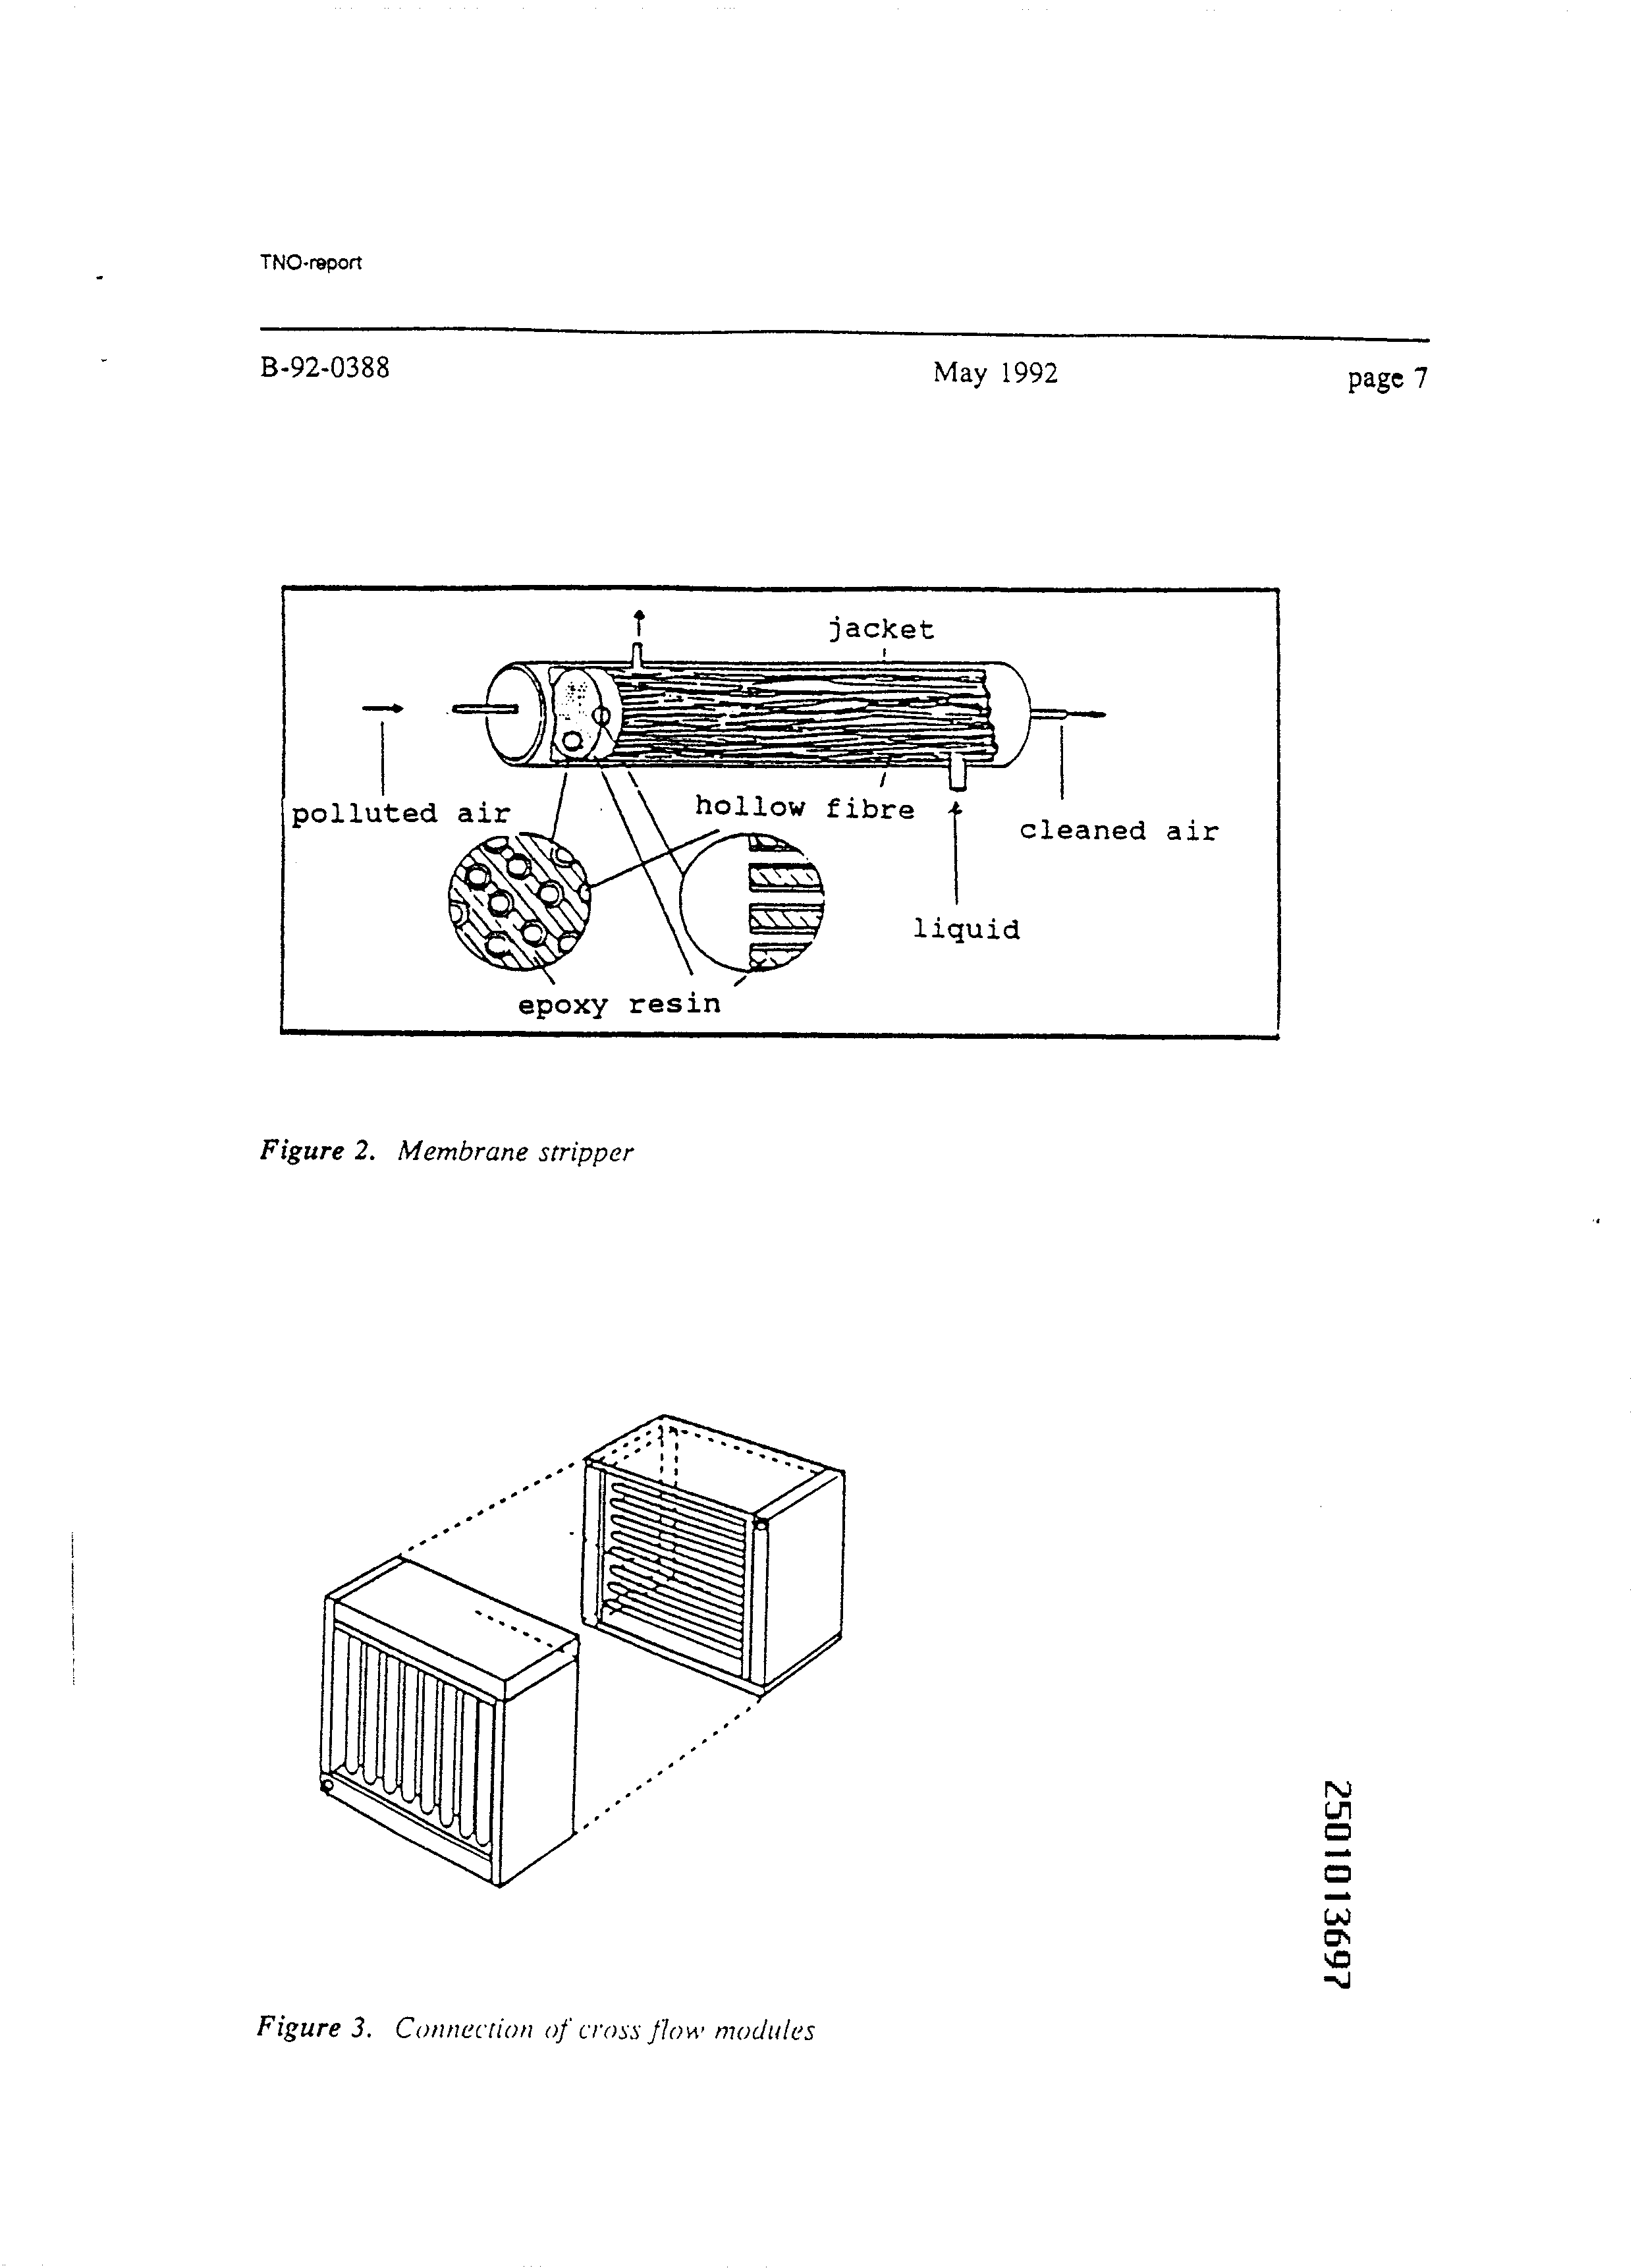 TNO-report
B-92-0388 May 1992 page 7
jacket
polluted air
hollow fibre
cleaned air
liquid
epoxy resin
Figure 2. Membrane stripper
2501013697
Figure 3. Connection of cross flow modules